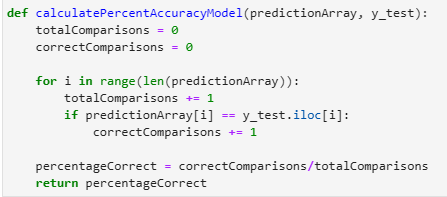 def calculatePercentAccuracyModel(predictionArray, y_test):
    totalComparisons = 0
    correctComparisons = 0

    for i in range(len(predictionArray)):
        totalComparisons += 1
        if predictionArray[i] == y_test.iloc[i]:
            correctComparisons += 1

    percentageCorrect = correctComparisons/totalComparisons
    return percentageCorrect